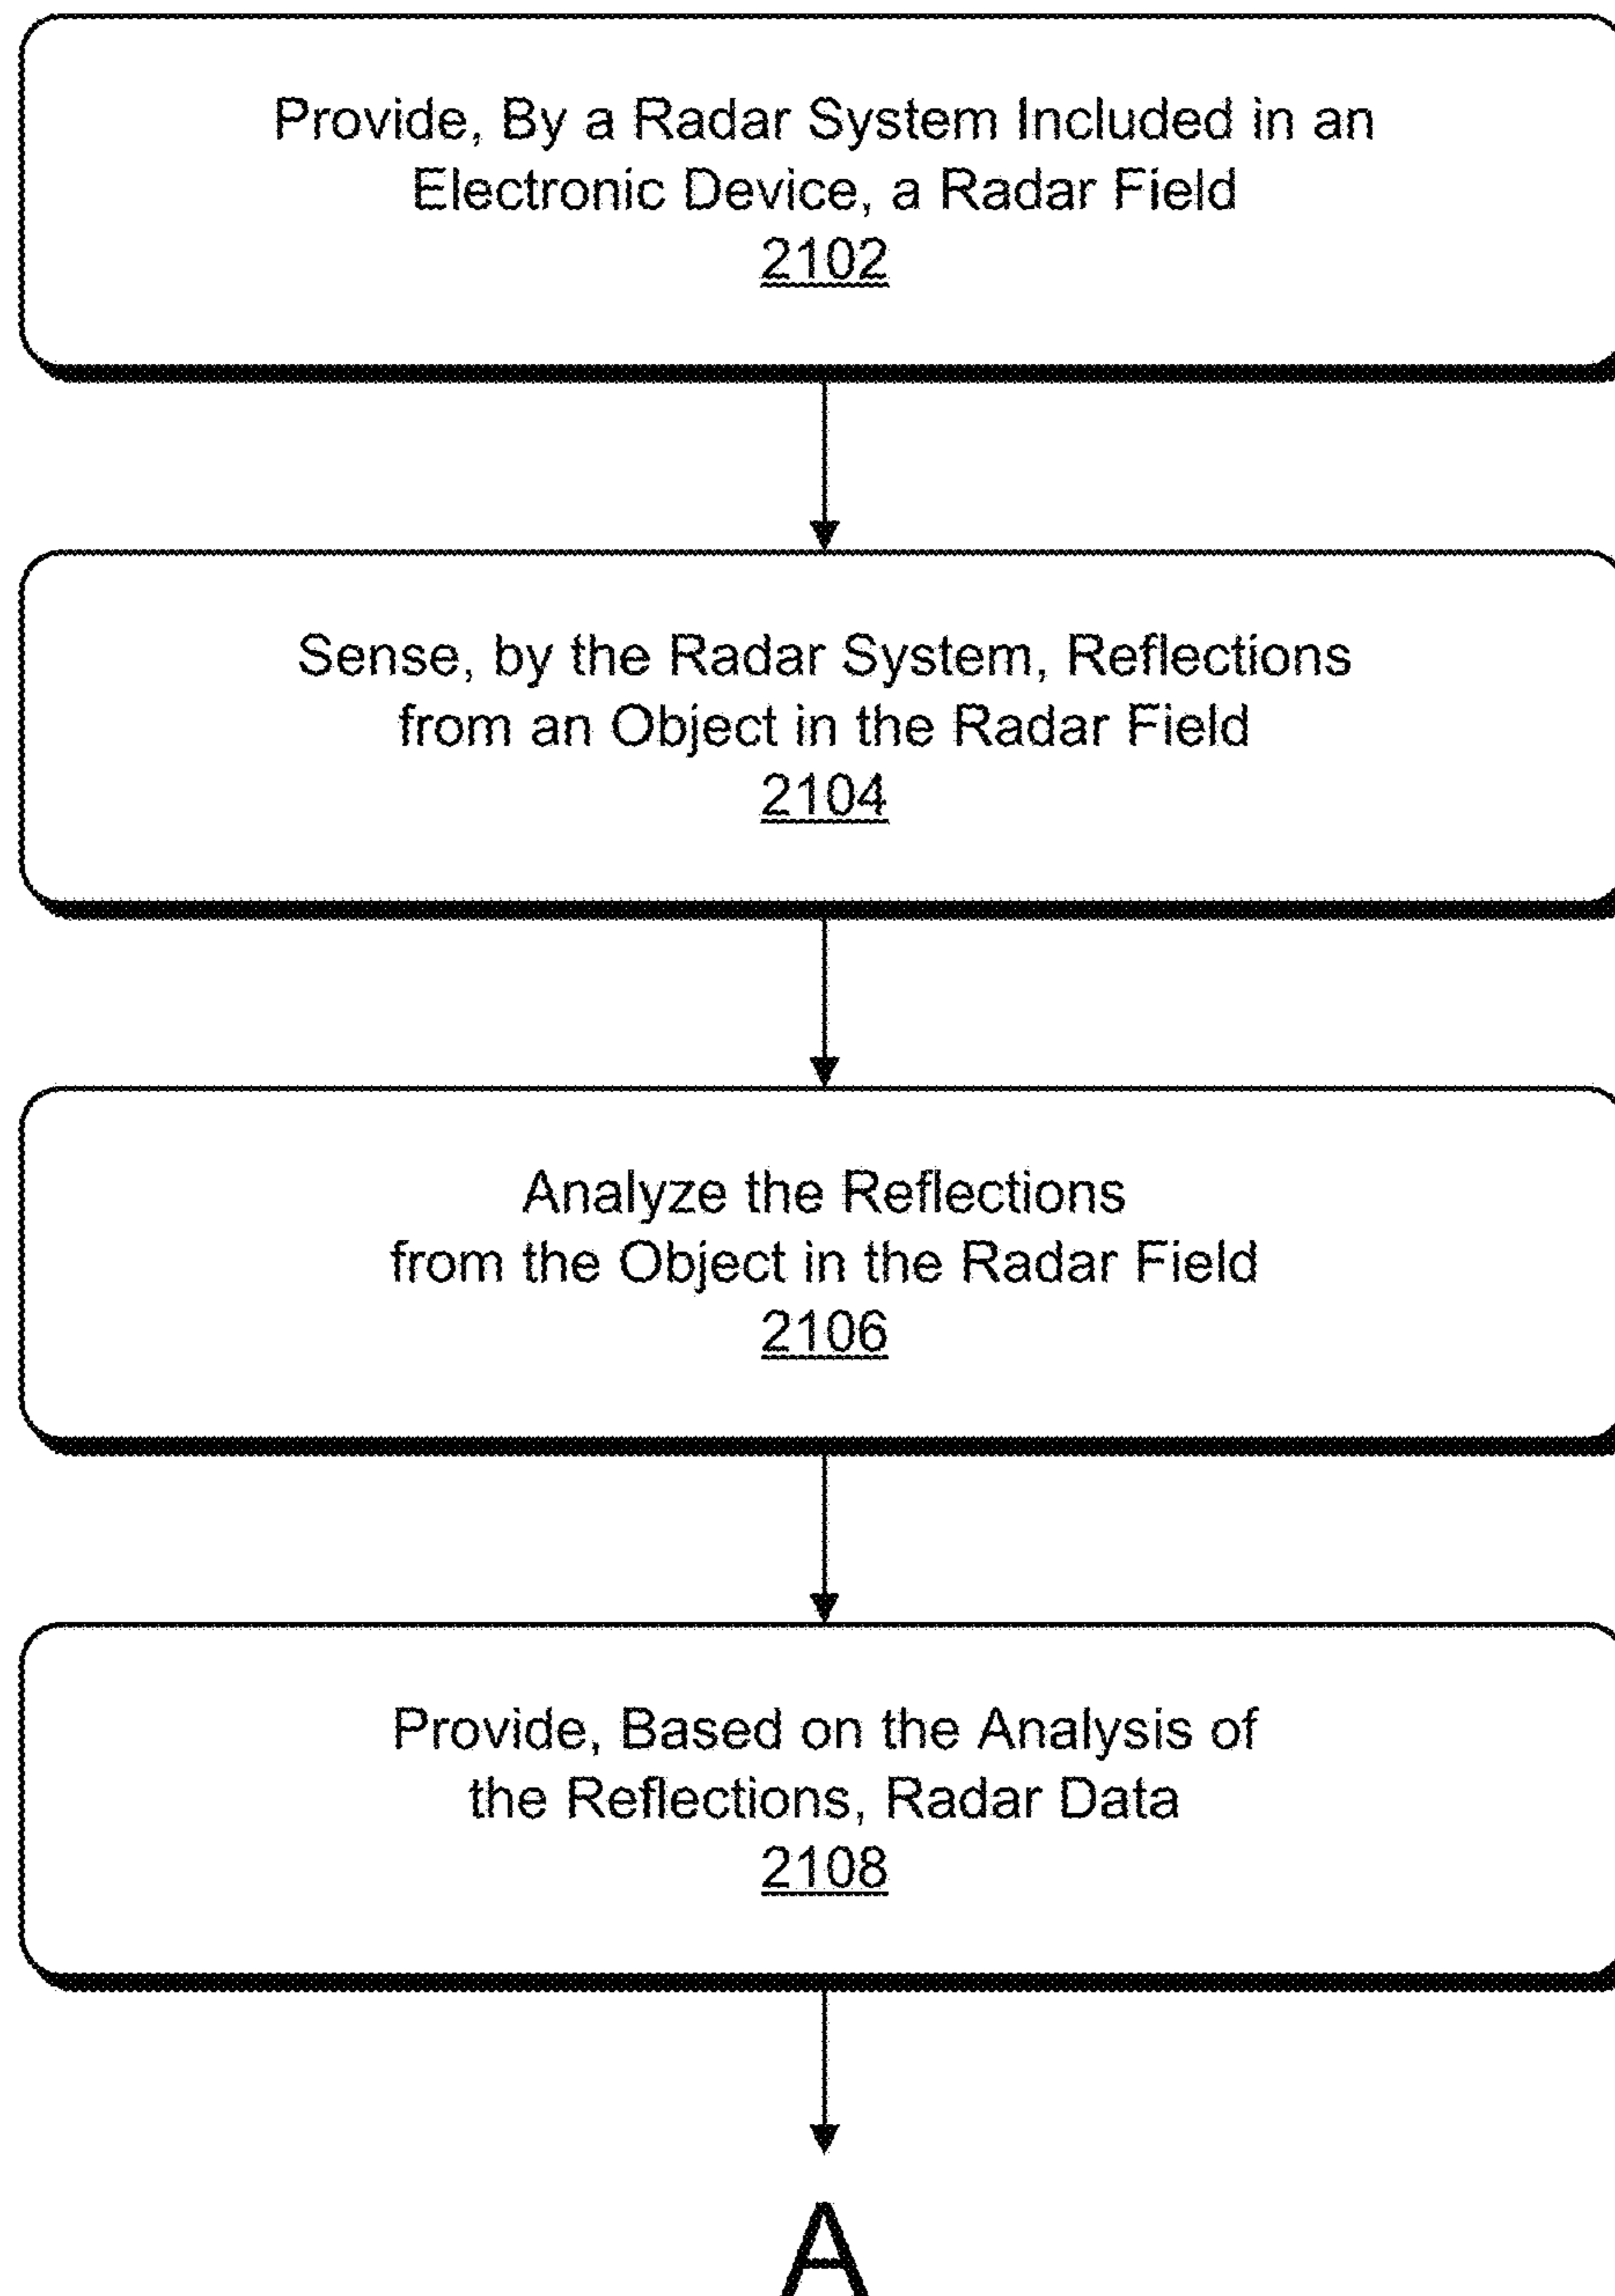 Provide, By a Radar System Included in an
Electronic Device, a Radar Field
2102
Sense, by the Radar System, Reflections
from an Object in the Radar Field
2104
Analyze the Reflections
from the Object in the Radar Field
2106
Provide, Based on the Analysis of
the Reflections, Radar Data
2108
A